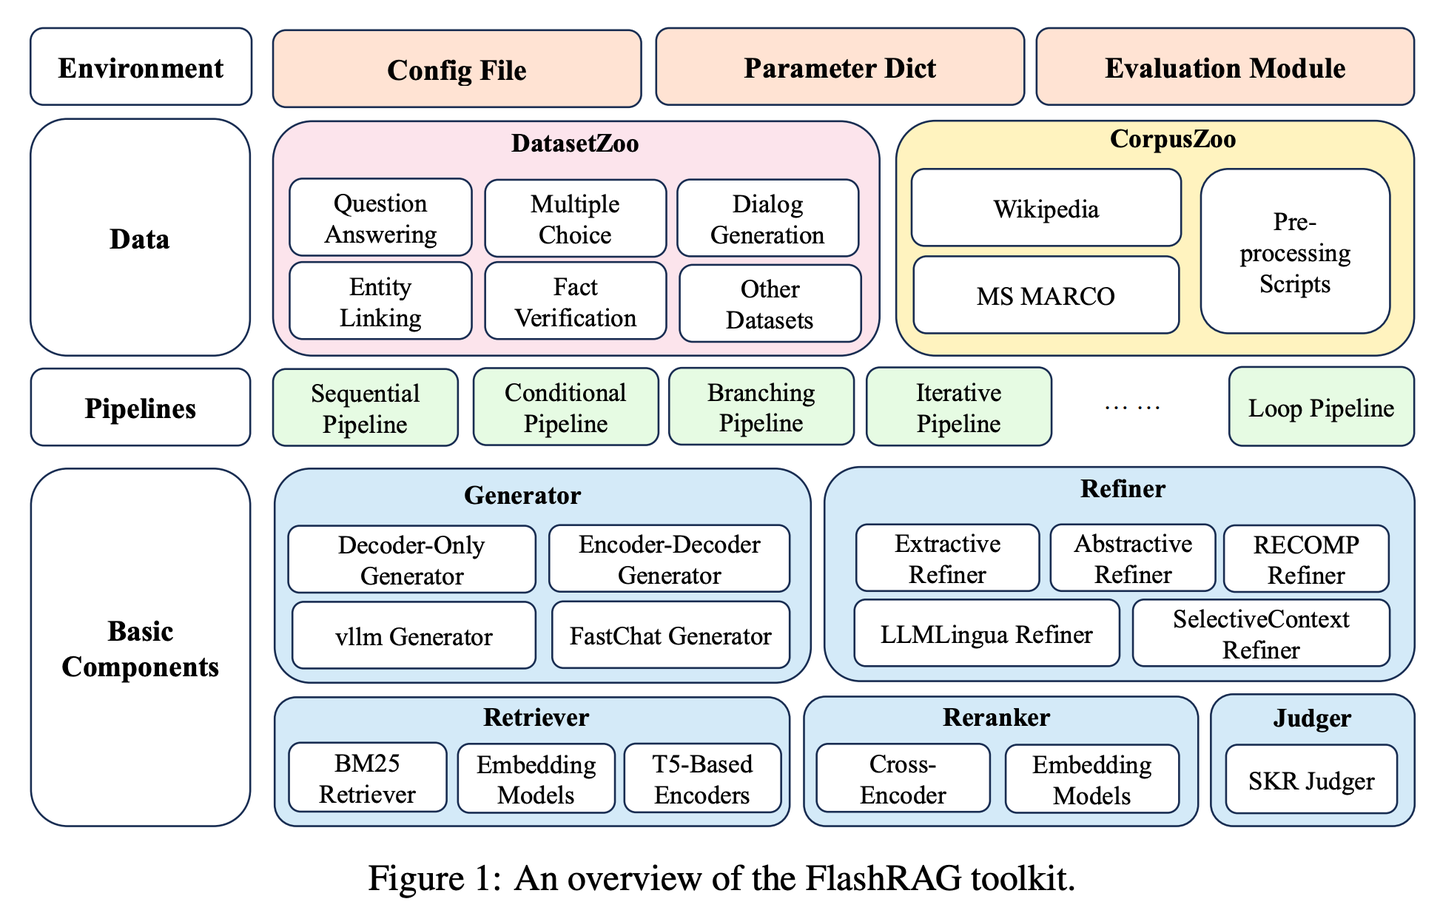 Environment
Config File
Parameter Dict
Evaluation Module
Data
DatasetZoo
Question
Answering
Multiple
Choice
Dialog
Generation
Entity
Linking
Fact
Verification
Other
Datasets
CorpusZoo
Wikipedia
MS MARCO
Pre-
processing
Scripts
Pipelines
Sequential
Pipeline
Conditional
Pipeline
Branching
Pipeline
Iterative
Pipeline
... ...
Loop Pipeline
Basic
Components
Generator
Decoder-Only
Generator
Encoder-Decoder
Generator
vllm Generator
FastChat Generator
Refiner
Extractive
Refiner
Abstractive
Refiner
RECOMP
Refiner
LLMLingua Refiner
SelectiveContext
Refiner
Retriever
BM25
Retriever
Embedding
Models
T5-Based
Encoders
Reranker
Cross-
Encoder
Embedding
Models
Judger
SKR Judger
Figure 1: An overview of the FlashRAG toolkit.